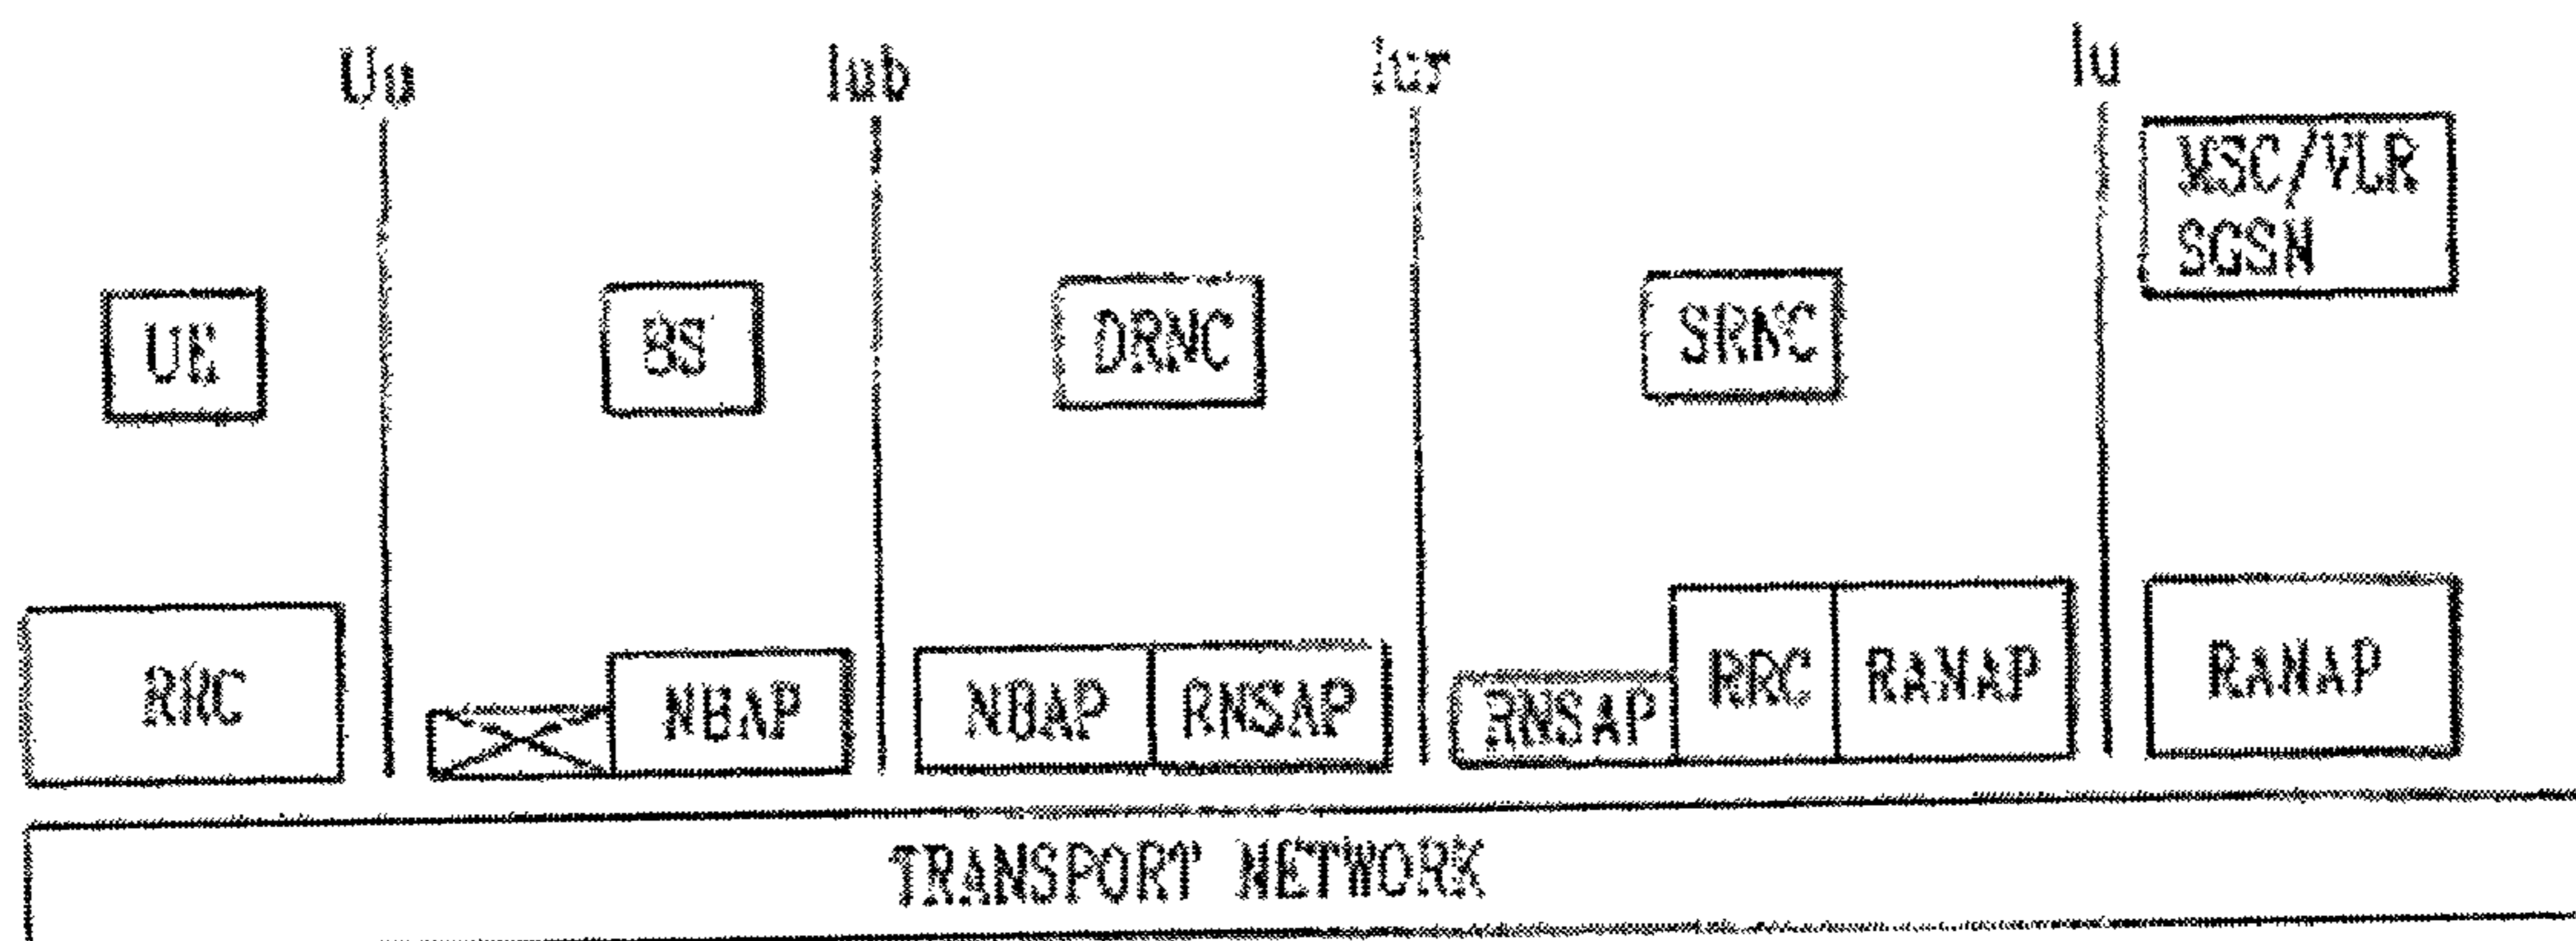 Uu Iub Iur Iu
MSC/VLR
SGSN
UE BS DRNC SRNC
RRC NBAP NBAP RNSAP RNSAP RRC RANAP RANAP
TRANSPORT NETWORK